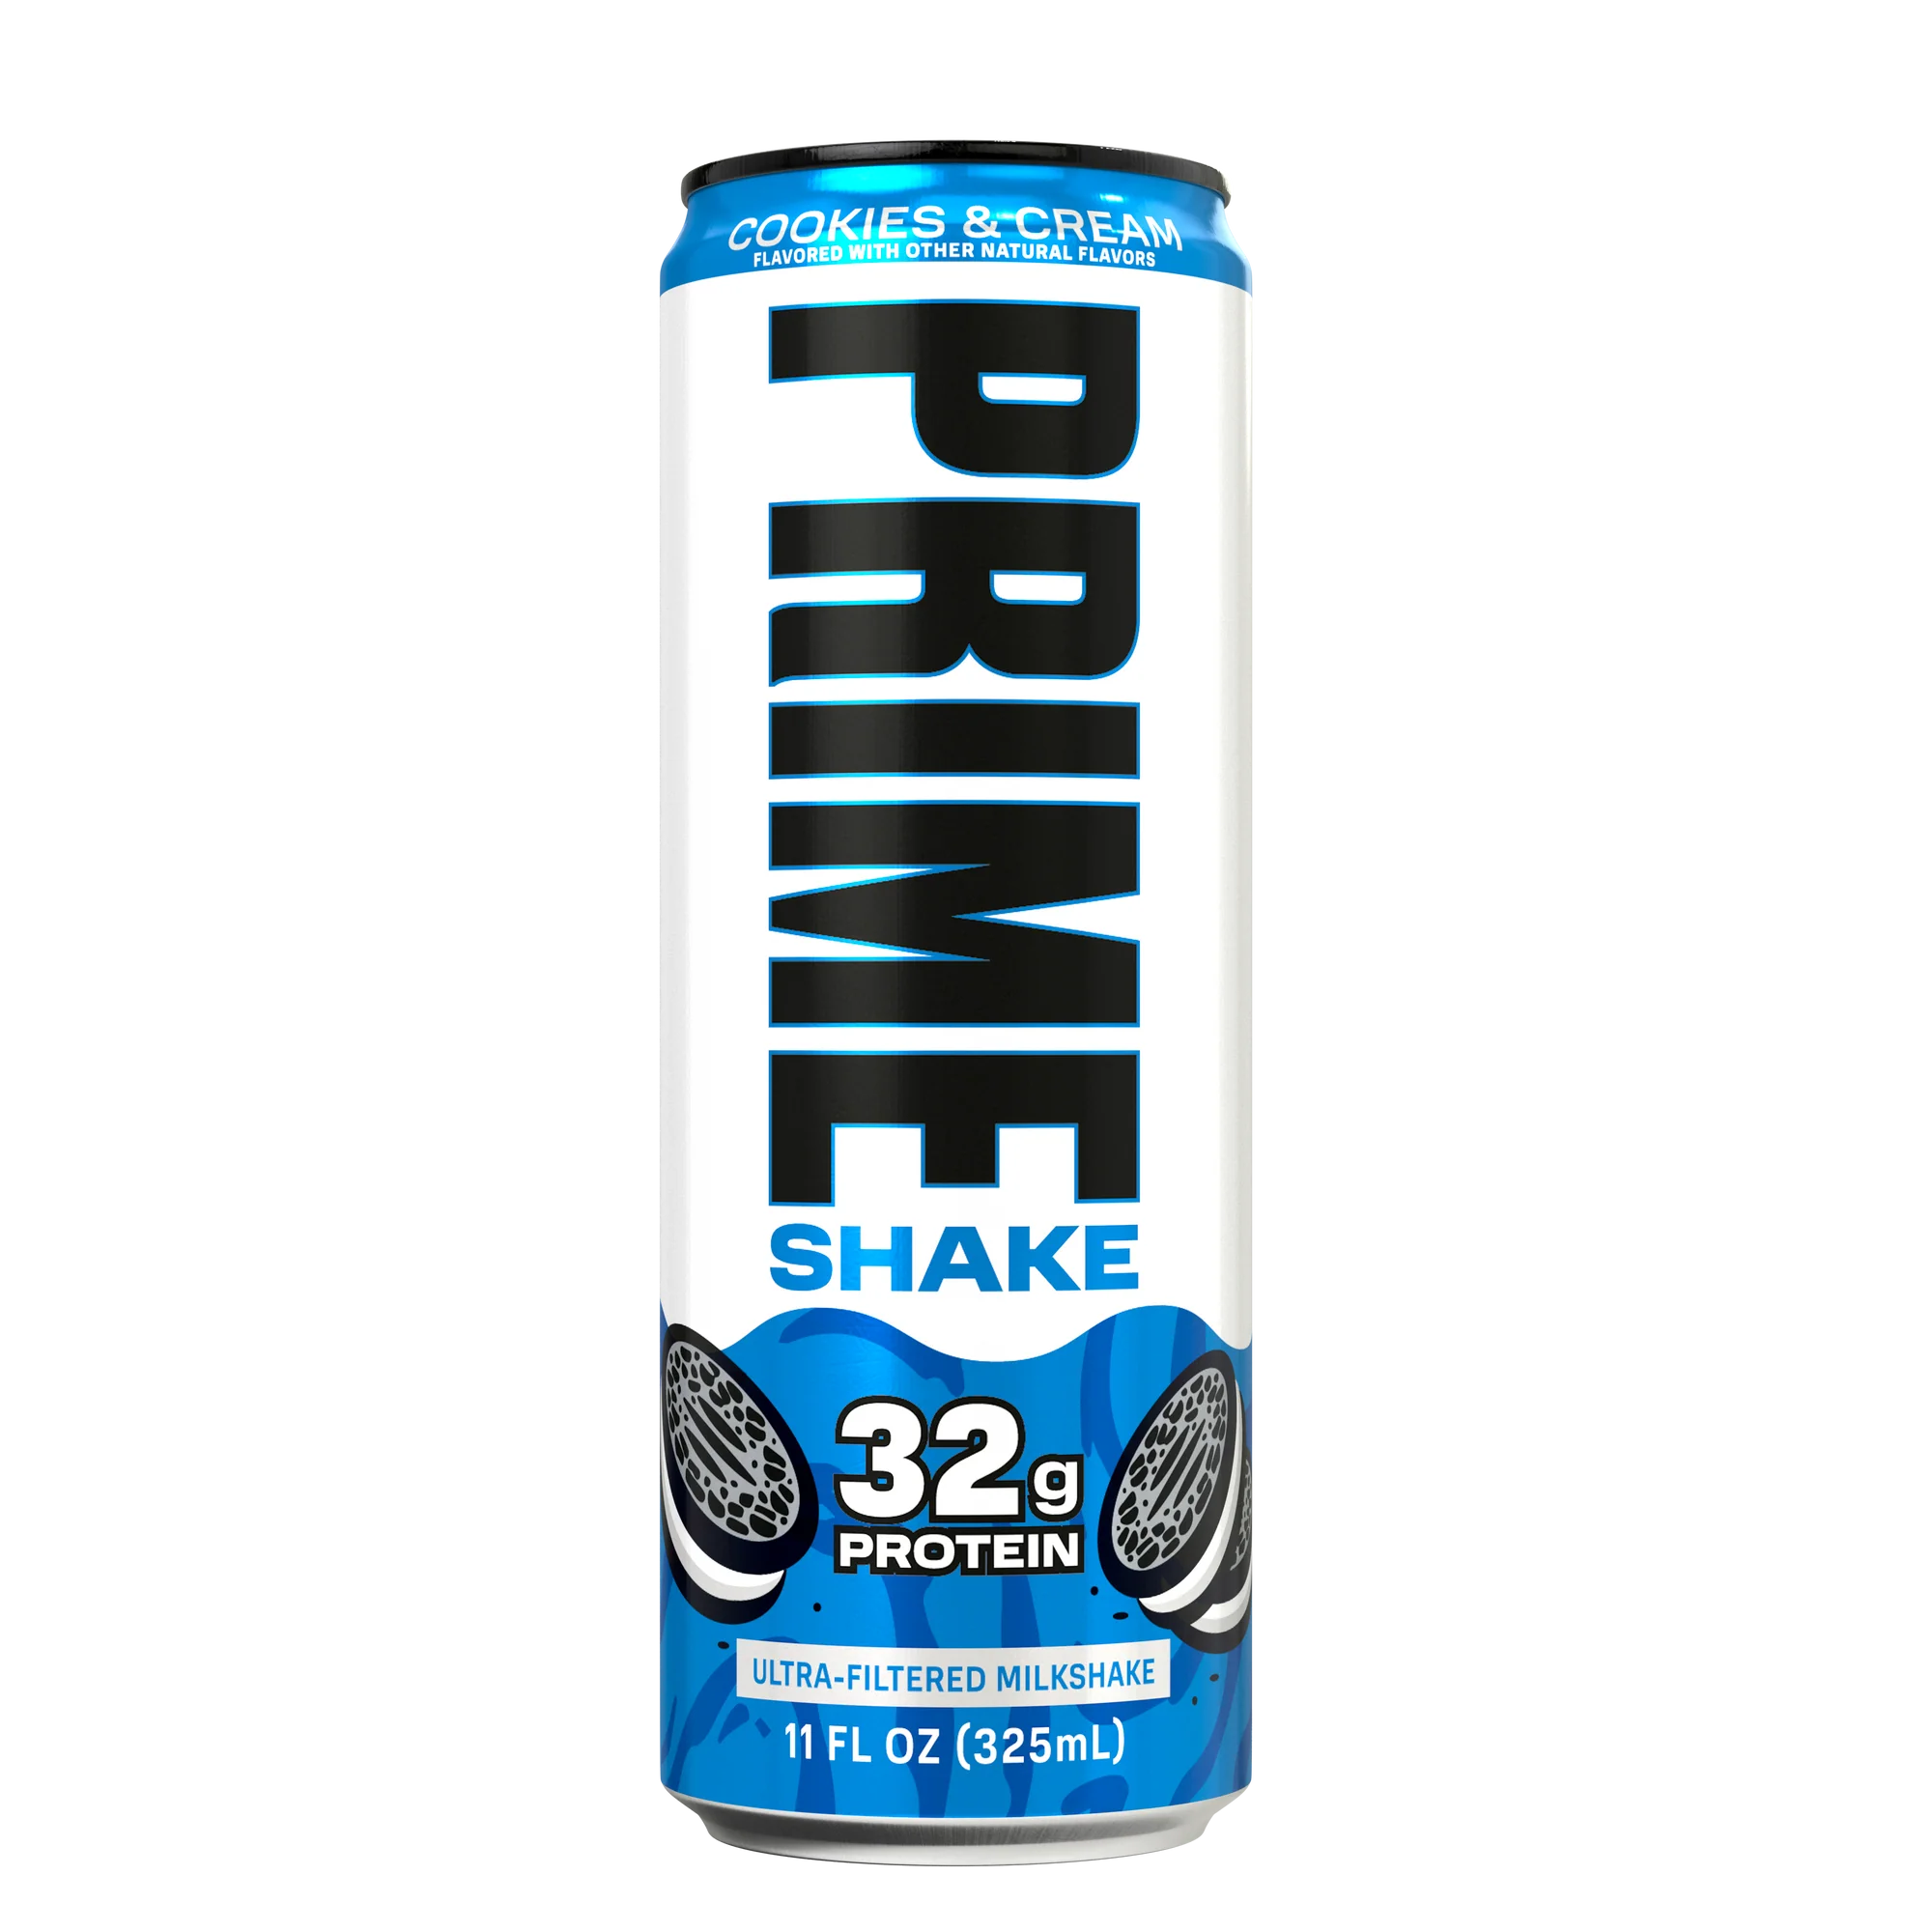 COOKIES & CREAM
FLAVORED WITH OTHER NATURAL FLAVORS
PRIME
SHAKE
32g
PROTEIN
ULTRA-FILTERED MILKSHAKE
11 FL OZ (325mL)